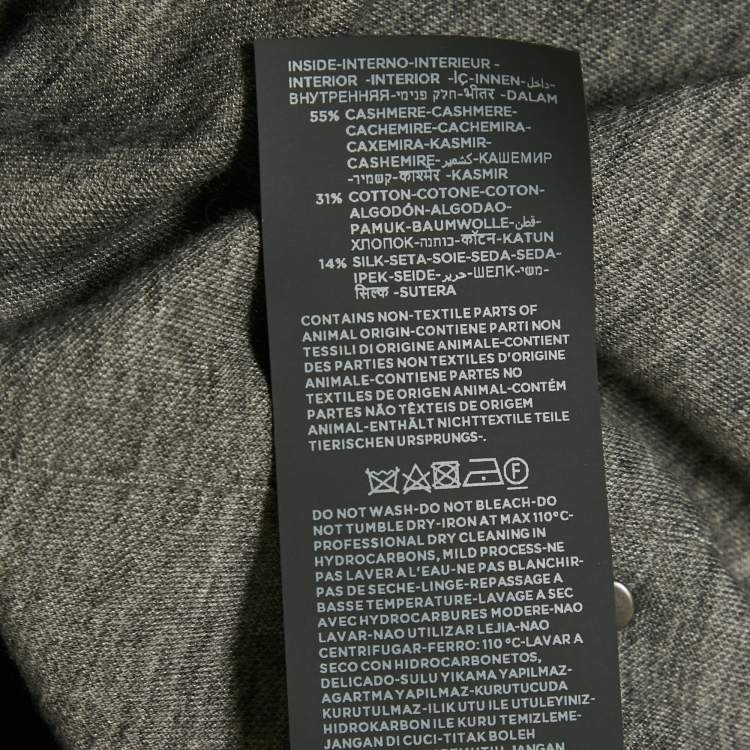 INSIDE-INTERNO-INTERIEUR-
INTERIOR -INTERIOR -İÇ-INNEN-داخل-
ВНУТРЕННЯЯ-חלק פנימי-भीतर -DALAM
55% CASHMERE-CASHMERE-
CACHEMIRE-CACHEMIRA-
CAXEMIRA-KASMIR-
CASHEMIRE-كشمير-КАШЕМИР
-קשמיר-काश्मेर -KASMIR
31% COTTON-COTONE-COTON-
ALGODÓN-ALGODAO-
PAMUK-BAUMWOLLE-قطن-
ХЛОПОК-כותנה-कॉटन-KATUN
14% SILK-SETA-SOIE-SEDA-SEDA-
IPEK-SEIDE-حرير-ШЕЛК-משי-
सिल्क -SUTERA
CONTAINS NON-TEXTILE PARTS OF
ANIMAL ORIGIN-CONTIENE PARTI NON
TESSILI DI ORIGINE ANIMALE-CONTIENT
DES PARTIES NON TEXTILES D'ORIGINE
ANIMALE-CONTIENE PARTES NO
TEXTILES DE ORIGEN ANIMAL-CONTÉM
PARTES NÃO TÊXTEIS DE ORIGEM
ANIMAL-ENTHÄLT NICHTTEXTILE TEILE
TIERISCHEN URSPRUNGS-.
F
DO NOT WASH-DO NOT BLEACH-DO
NOT TUMBLE DRY-IRON AT MAX 110°C-
PROFESSIONAL DRY CLEANING IN
HYDROCARBONS, MILD PROCESS-NE
PAS LAVER A L'EAU-NE PAS BLANCHIR-
PAS DE SECHE-LINGE-REPASSAGE A
BASSE TEMPERATURE-LAVAGE A SEC
AVEC HYDROCARBURES MODERE-NAO
LAVAR-NAO UTILIZAR LEJIA-NAO
CENTRIFUGAR-FERRO: 110 °C-LAVAR A
SECO CON HIDROCARBONETOS,
DELICADO-SULU YIKAMA YAPILMAZ-
AGARTMA YAPILMAZ-KURUTUCUDA
KURUTULMAZ-ILIK UTU ILE UTULEYINIZ-
HIDROKARBON ILE KURU TEMIZLEME-
JANGAN DI CUCI-TITAK BOLEH